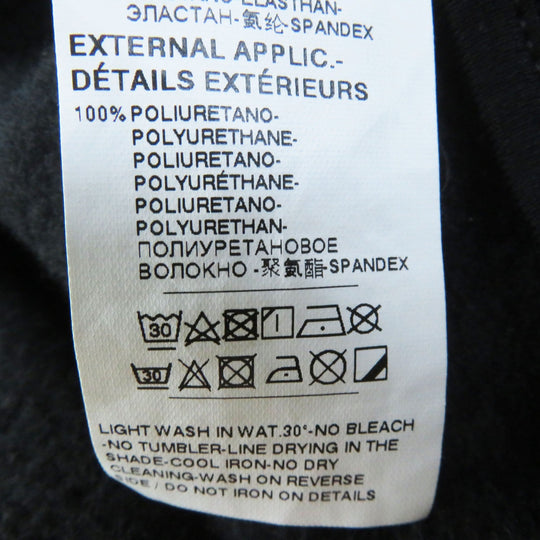 ELASTHAN-
ЭЛАСТАН-氨纶-SPANDEX
EXTERNAL APPLIC.-
DÉTAILS EXTÉRIEURS
100% POLIURETANO-
POLYURETHANE-
POLIURETANO-
POLYURÉTHANE-
POLIURETANO-
POLYURETHAN-
ПОЛИУРЕТАНОВОЕ
ВОЛОКНО-聚氨酯-SPANDEX
30
30
LIGHT WASH IN WAT.30°-NO BLEACH
-NO TUMBLER-LINE DRYING IN THE
SHADE-COOL IRON-NO DRY
CLEANING-WASH ON REVERSE
SIDE / DO NOT IRON ON DETAILS